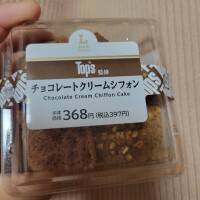 L
Top's 監修
チョコレートクリームシフォン
Chocolate Cream Chiffon Cake
本体価格 368円 (税込397円)